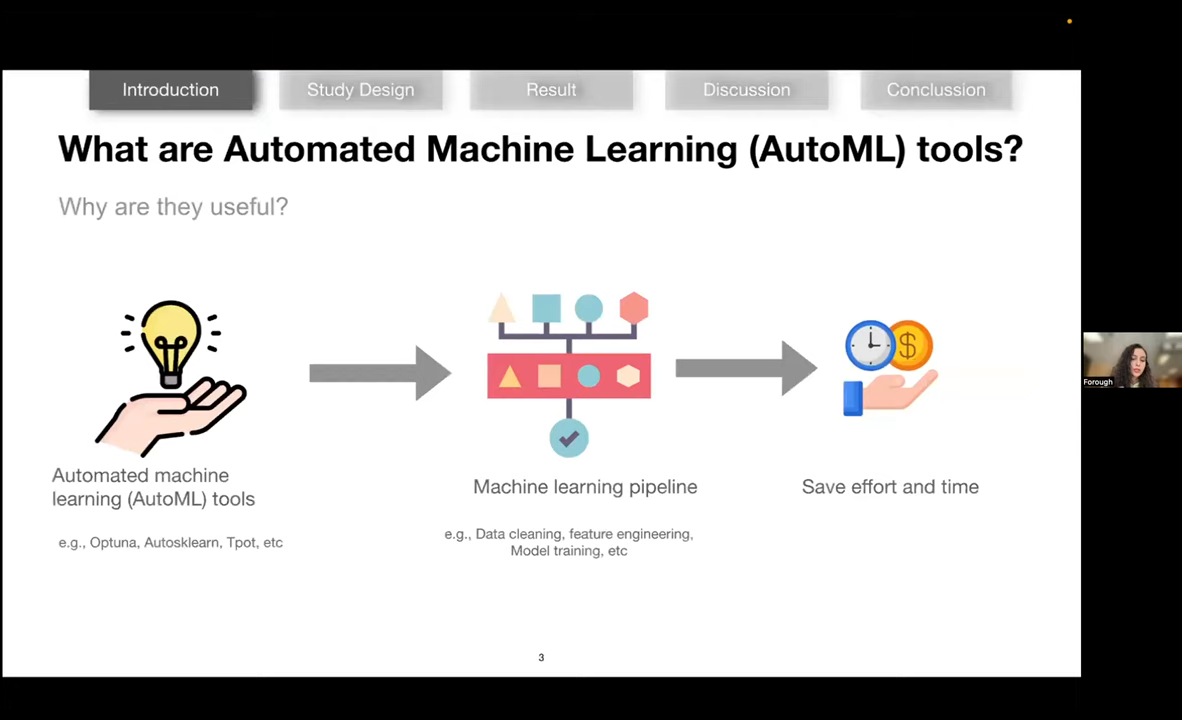 Introduction
Study Design
Result
Discussion
Conclussion
What are Automated Machine Learning (AutoML) tools?
Why are they useful?
Automated machine
learning (AutoML) tools
e.g., Optuna, Autosklearn, Tpot, etc
Machine learning pipeline
e.g., Data cleaning, feature engineering,
Model training, etc
Save effort and time
$
Forough
3